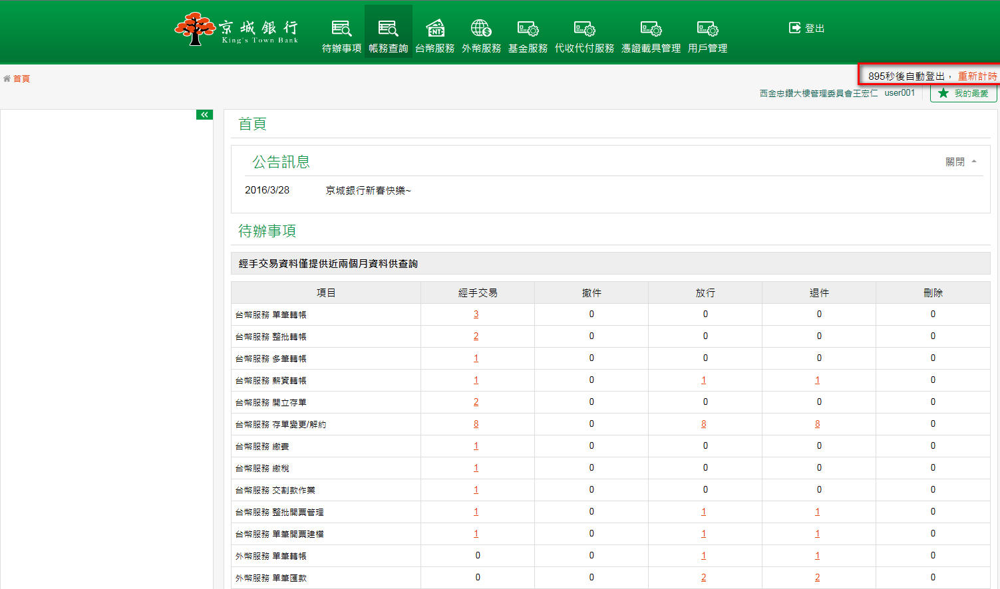 京城銀行
King's Town Bank
待辦事項 帳務查詢 台幣服務 外幣服務 基金服務 代收代付服務 憑證載具管理 用戶管理
登出
NT
$
首頁
895秒後自動登出， 重新計時
西金忠鑽大樓管理委員會王宏仁 user001
我的最愛
首頁
公告訊息
關閉
2016/3/28 京城銀行新春快樂~
待辦事項
經手交易資料僅提供近兩個月資料供查詢
項目 經手交易 撤件 放行 退件 刪除
台幣服務 單筆轉帳 3 0 0 0 0
台幣服務 整批轉帳 2 0 0 0 0
台幣服務 多筆轉帳 1 0 0 0 0
台幣服務 薪資轉帳 1 0 1 1 0
台幣服務 開立存單 2 0 0 0 0
台幣服務 存單變更/解約 8 0 8 8 0
台幣服務 繳費 1 0 0 0 0
台幣服務 繳稅 1 0 0 0 0
台幣服務 交割款作業 1 0 0 0 0
台幣服務 整批開票管理 1 0 1 1 0
台幣服務 單筆開票建檔 1 0 1 1 0
外幣服務 單筆轉帳 0 0 1 1 0
外幣服務 單筆匯款 0 0 2 2 0